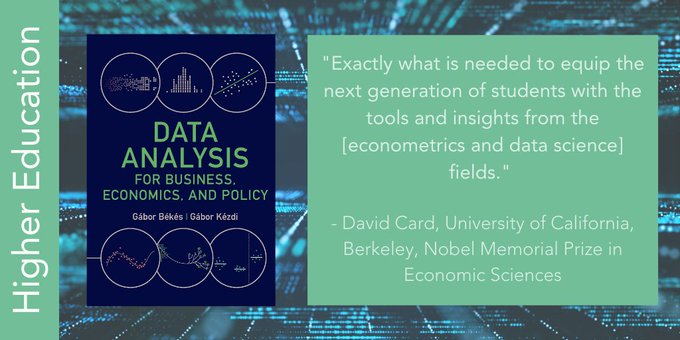 Higher Education
DATA
ANALYSIS
FOR BUSINESS,
ECONOMICS, AND POLICY
Gábor Békés | Gábor Kézdi
"Exactly what is needed to equip the
next generation of students with the
tools and insights from the
[econometrics and data science]
fields."
- David Card, University of California,
Berkeley, Nobel Memorial Prize in
Economic Sciences